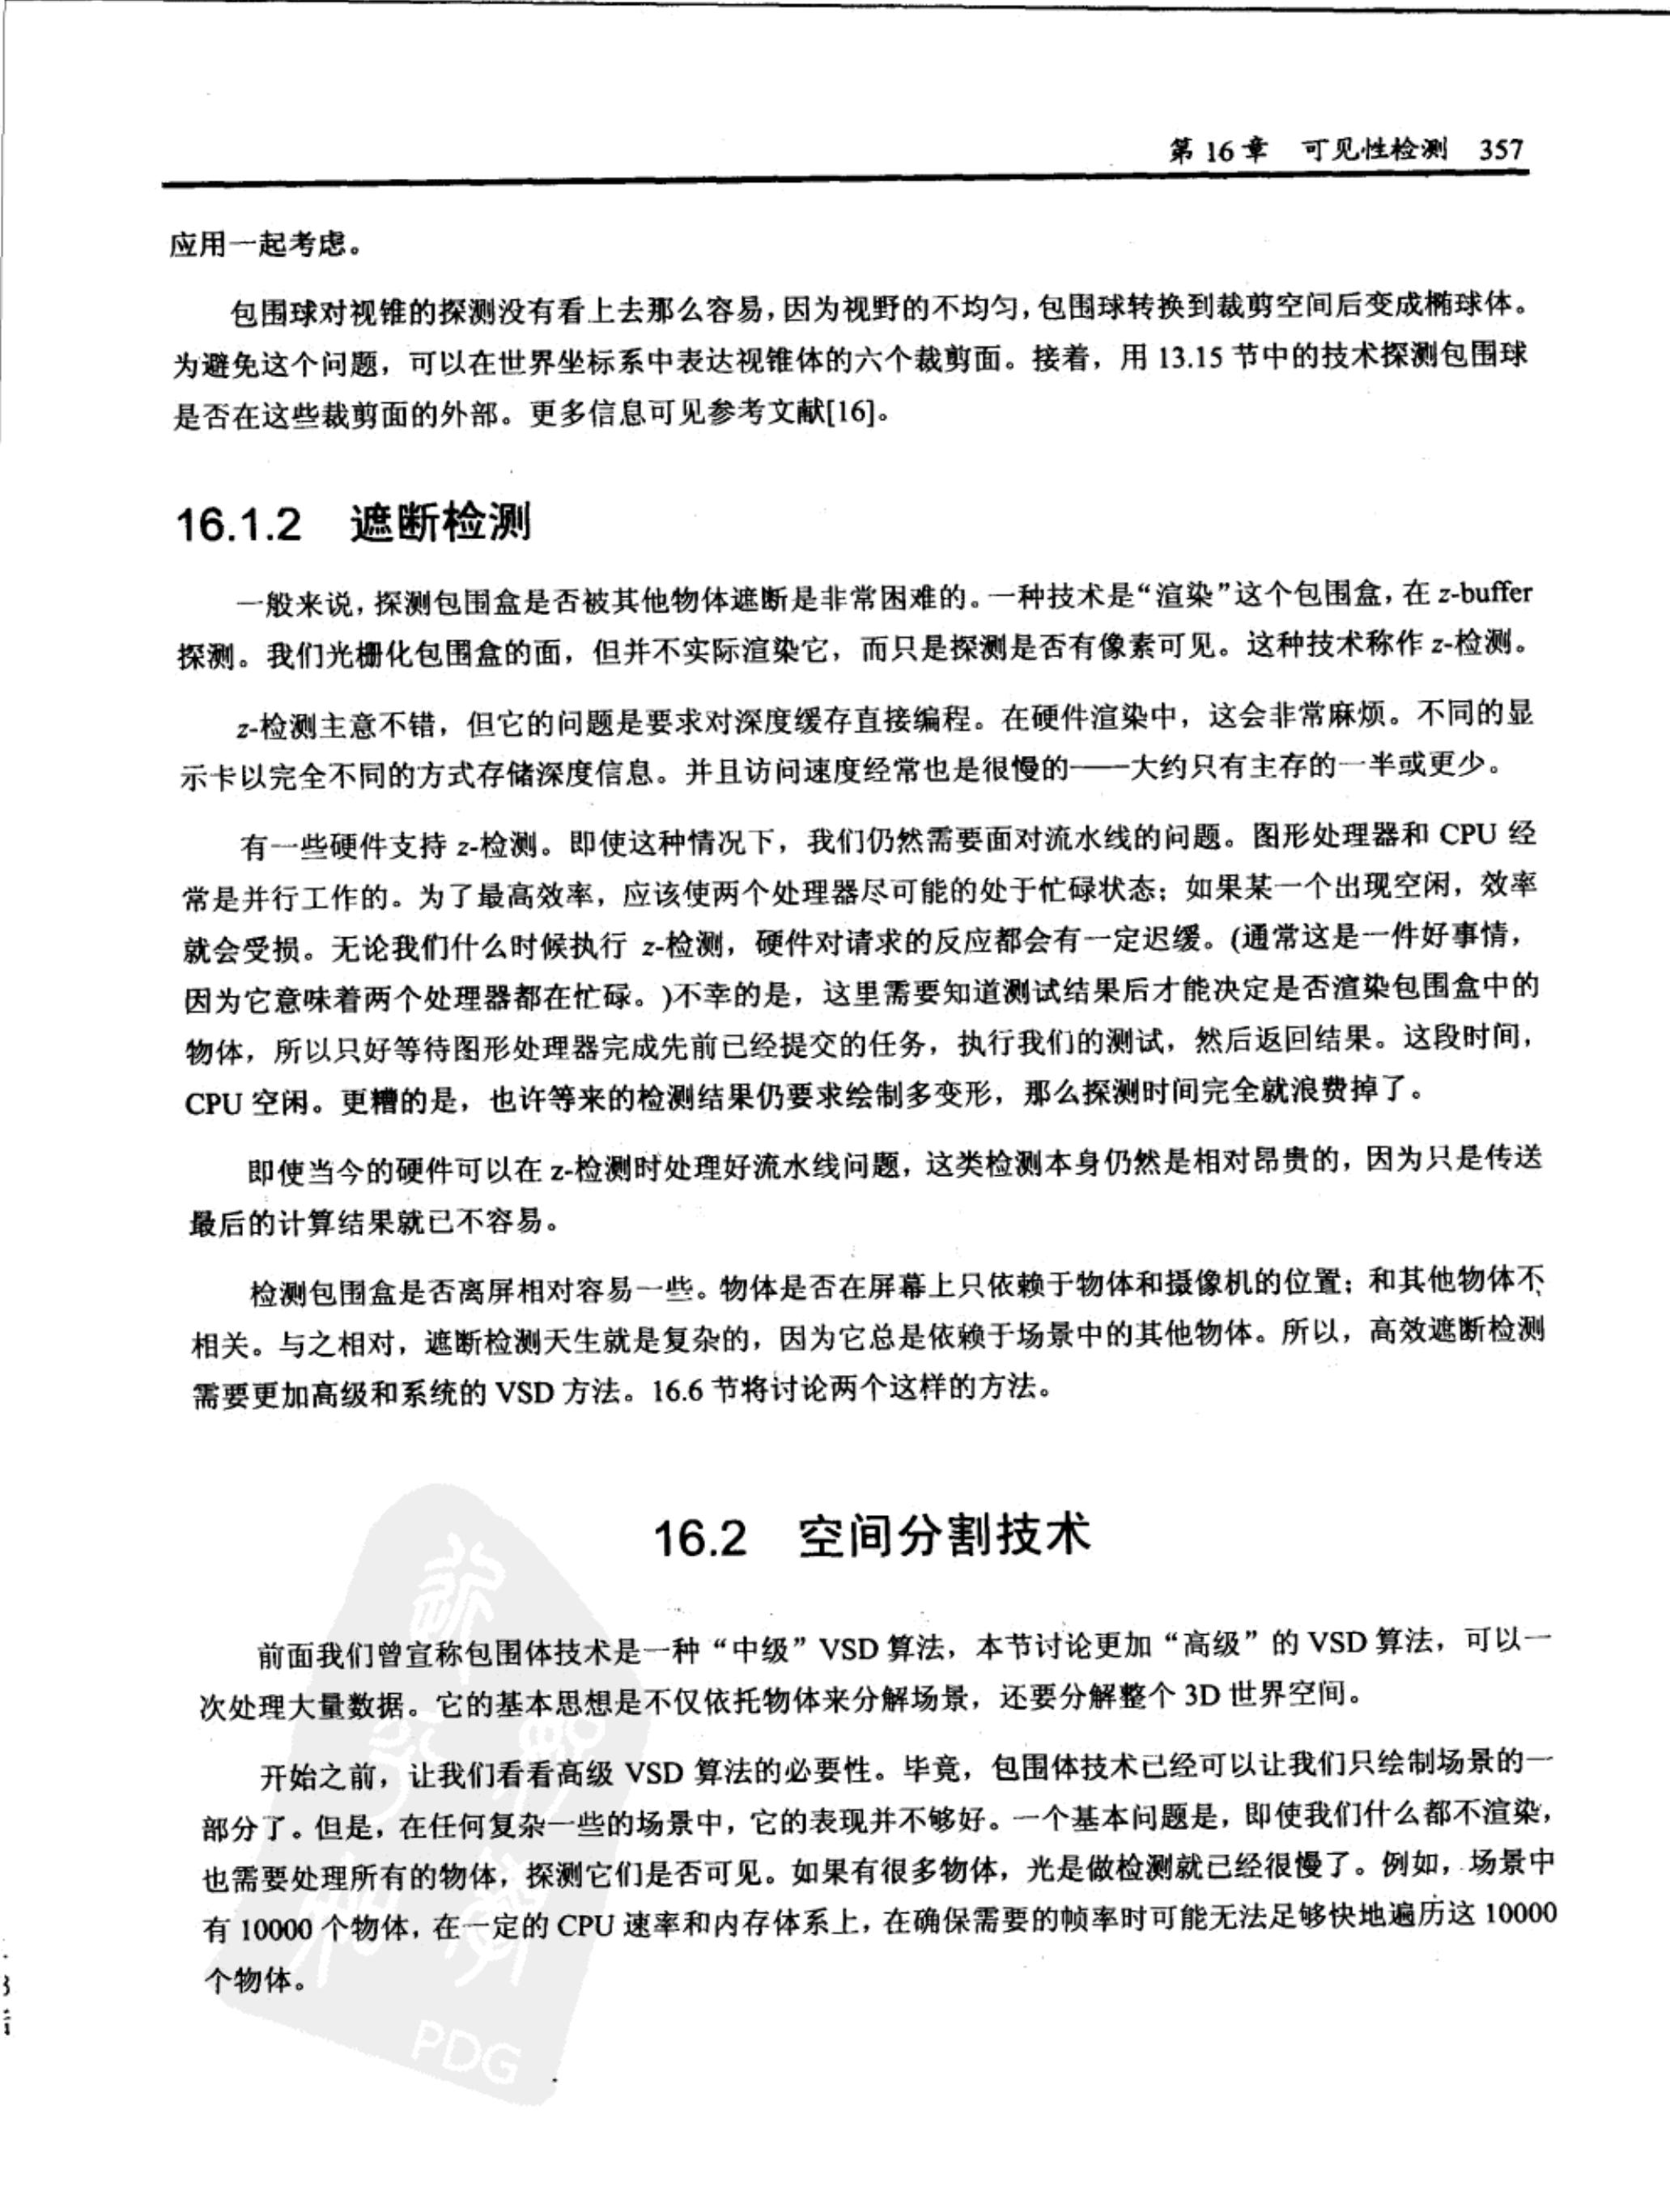 第 16 章 可见性检测 357
应用一起考虑。
包围球对视锥的探测没有看上去那么容易，因为视野的不均匀，包围球转换到裁剪空间后变成椭球体。
为避免这个问题，可以在世界坐标系中表达视锥体的六个裁剪面。接着，用 13.15 节中的技术探测包围球
是否在这些裁剪面的外部。更多信息可见参考文献[16]。
16.1.2 遮断检测
一般来说，探测包围盒是否被其他物体遮断是非常困难的。一种技术是“渲染”这个包围盒，在 z-buffer
探测。我们光栅化包围盒的面，但并不实际渲染它，而只是探测是否有像素可见。这种技术称作 z-检测。
z-检测主意不错，但它的问题是要求对深度缓存直接编程。在硬件渲染中，这会非常麻烦。不同的显
示卡以完全不同的方式存储深度信息。并且访问速度经常也是很慢的——大约只有主存的一半或更少。
有一些硬件支持 z-检测。即使这种情况下，我们仍然需要面对流水线的问题。图形处理器和 CPU 经
常是并行工作的。为了最高效率，应该使两个处理器尽可能的处于忙碌状态；如果某一个出现空闲，效率
就会受损。无论我们什么时候执行 z-检测，硬件对请求的反应都会有一定迟缓。(通常这是一件好事情，
因为它意味着两个处理器都在忙碌。)不幸的是，这里需要知道测试结果后才能决定是否渲染包围盒中的
物体，所以只好等待图形处理器完成先前已经提交的任务，执行我们的测试，然后返回结果。这段时间，
CPU 空闲。更糟的是，也许等来的检测结果仍要求绘制多变形，那么探测时间完全就浪费掉了。
即使当今的硬件可以在 z-检测时处理好流水线问题，这类检测本身仍然是相对昂贵的，因为只是传送
最后的计算结果就已不容易。
检测包围盒是否离屏相对容易一些。物体是否在屏幕上只依赖于物体和摄像机的位置；和其他物体不
相关。与之相对，遮断检测天生就是复杂的，因为它总是依赖于场景中的其他物体。所以，高效遮断检测
需要更加高级和系统的 VSD 方法。16.6 节将讨论两个这样的方法。
16.2 空间分割技术
前面我们曾宣称包围体技术是一种“中级”VSD 算法，本节讨论更加“高级”的 VSD 算法，可以一
次处理大量数据。它的基本思想是不仅依托物体来分解场景，还要分解整个 3D 世界空间。
开始之前，让我们看看高级 VSD 算法的必要性。毕竟，包围体技术已经可以让我们只绘制场景的一
部分了。但是，在任何复杂一些的场景中，它的表现并不够好。一个基本问题是，即使我们什么都不渲染，
也需要处理所有的物体，探测它们是否可见。如果有很多物体，光是做检测就已经很慢了。例如，场景中
有 10000 个物体，在一定的 CPU 速率和内存体系上，在确保需要的帧率时可能无法足够快地遍历这 10000
个物体。
PDG